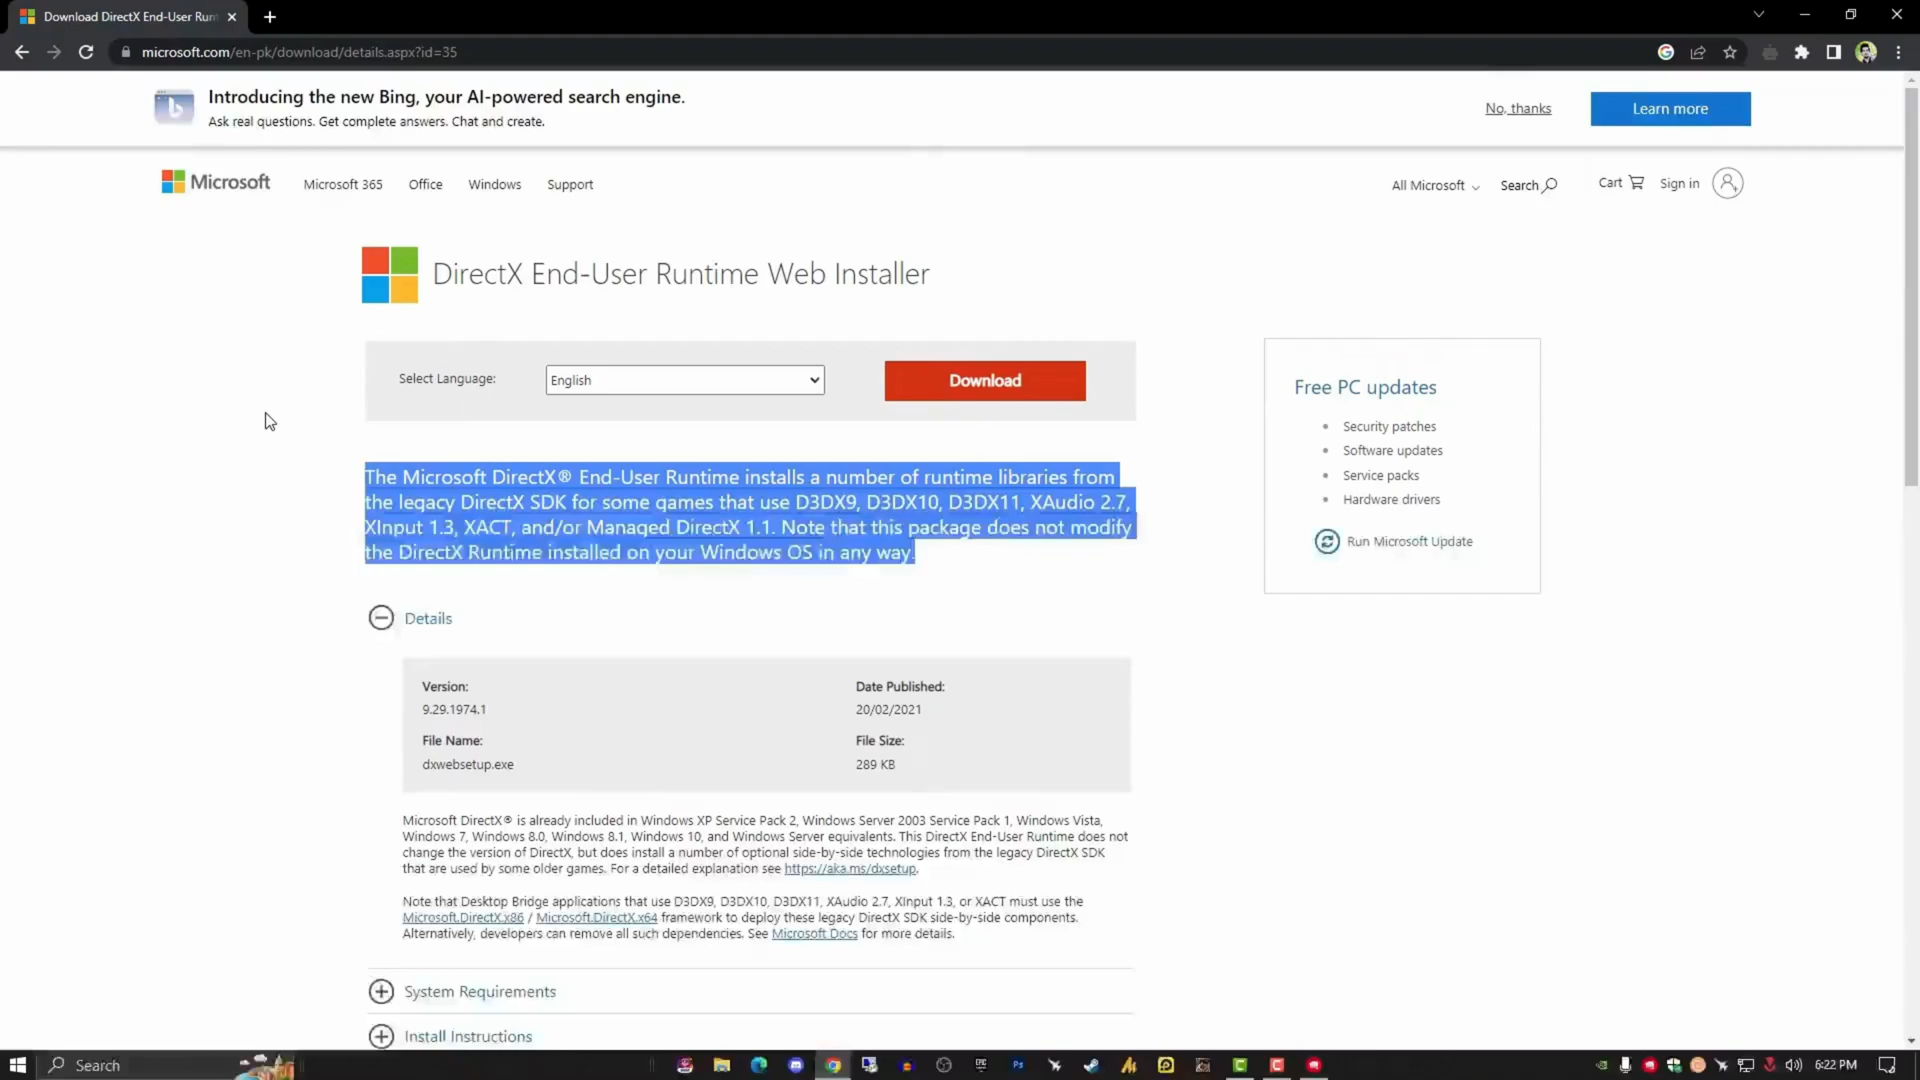 Download DirectX End-User Run
microsoft.com/en-pk/download/details.aspx?id=35
Introducing the new Bing, your AI-powered search engine.
Ask real questions. Get complete answers. Chat and create.
No, thanks
Learn more
Microsoft
Microsoft 365
Office
Windows
Support
All Microsoft
Search
Cart
Sign in
DirectX End-User Runtime Web Installer
Select Language:
English
Download
Free PC updates
Security patches
Software updates
Service packs
Hardware drivers
Run Microsoft Update
The Microsoft DirectX® End-User Runtime installs a number of runtime libraries from
the legacy DirectX SDK for some games that use D3DX9, D3DX10, D3DX11, XAudio 2.7,
XInput 1.3, XACT, and/or Managed DirectX 1.1. Note that this package does not modify
the DirectX Runtime installed on your Windows OS in any way.
Details
Version:
9.29.1974.1
Date Published:
20/02/2021
File Name:
dxwebsetup.exe
File Size:
289 KB
Microsoft DirectX® is already included in Windows XP Service Pack 2, Windows Server 2003 Service Pack 1, Windows Vista,
Windows 7, Windows 8.0, Windows 8.1, Windows 10, and Windows Server equivalents. This DirectX End-User Runtime does not
change the version of DirectX, but does install a number of optional side-by-side technologies from the legacy DirectX SDK
that are used by some older games. For a detailed explanation see https://aka.ms/dxsetup.
Note that Desktop Bridge applications that use D3DX9, D3DX10, D3DX11, XAudio 2.7, XInput 1.3, or XACT must use the
Microsoft.DirectX.x86 / Microsoft.DirectX.x64 framework to deploy these legacy DirectX SDK side-by-side components.
Alternatively, developers can remove all such dependencies. See Microsoft Docs for more details.
System Requirements
Install Instructions
Search
6:22 PM